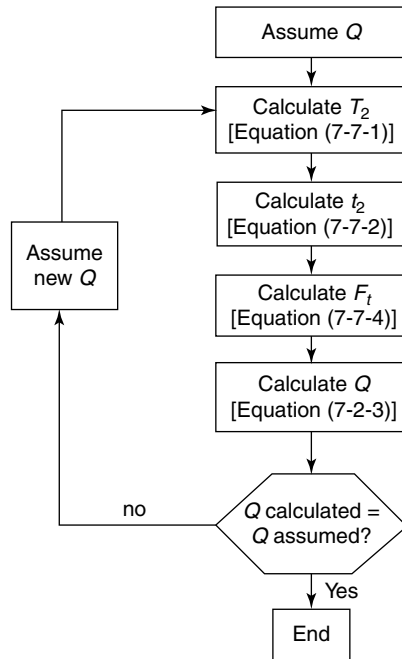 Assume Q
Calculate T₂
[Equation (7-7-1)]
Calculate t₂
[Equation (7-7-2)]
Assume
new Q
Calculate Fₜ
[Equation (7-7-4)]
Calculate Q
[Equation (7-2-3)]
no
Q calculated =
Q assumed?
Yes
End